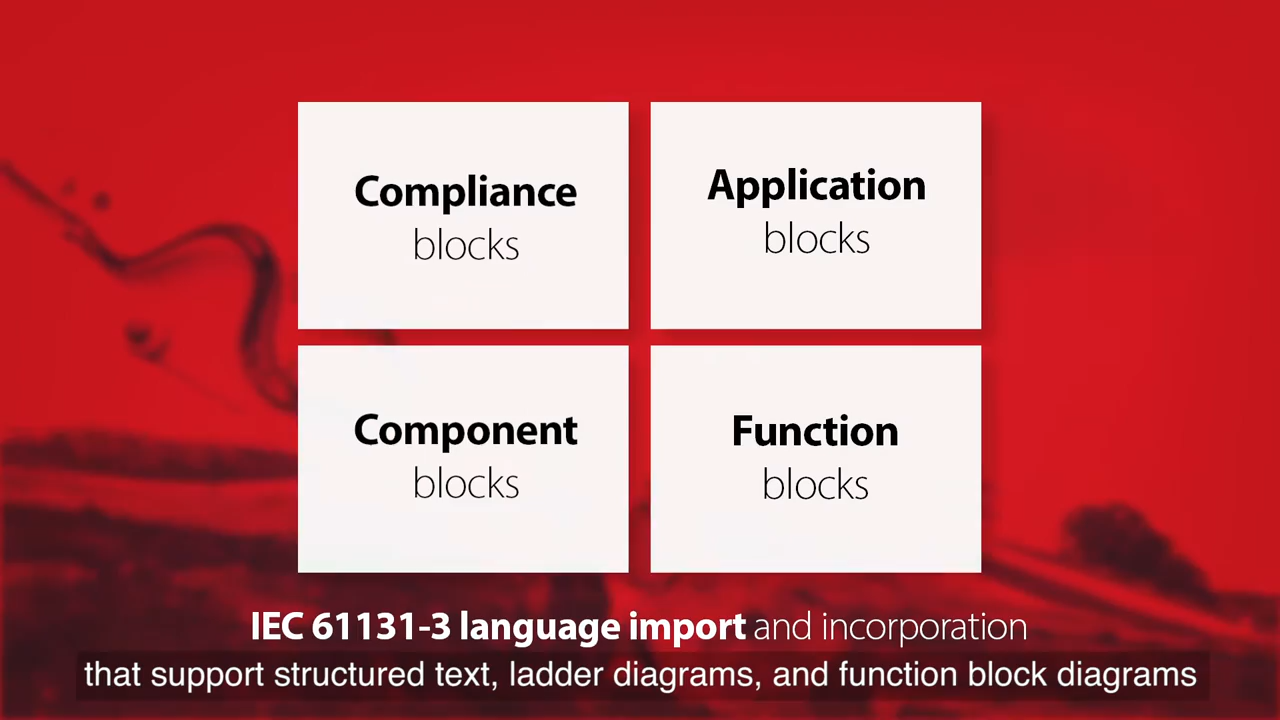 Compliance
blocks
Application
blocks
Component
blocks
Function
blocks
IEC 61131-3 language import and incorporation
that support structured text, ladder diagrams, and function block diagrams